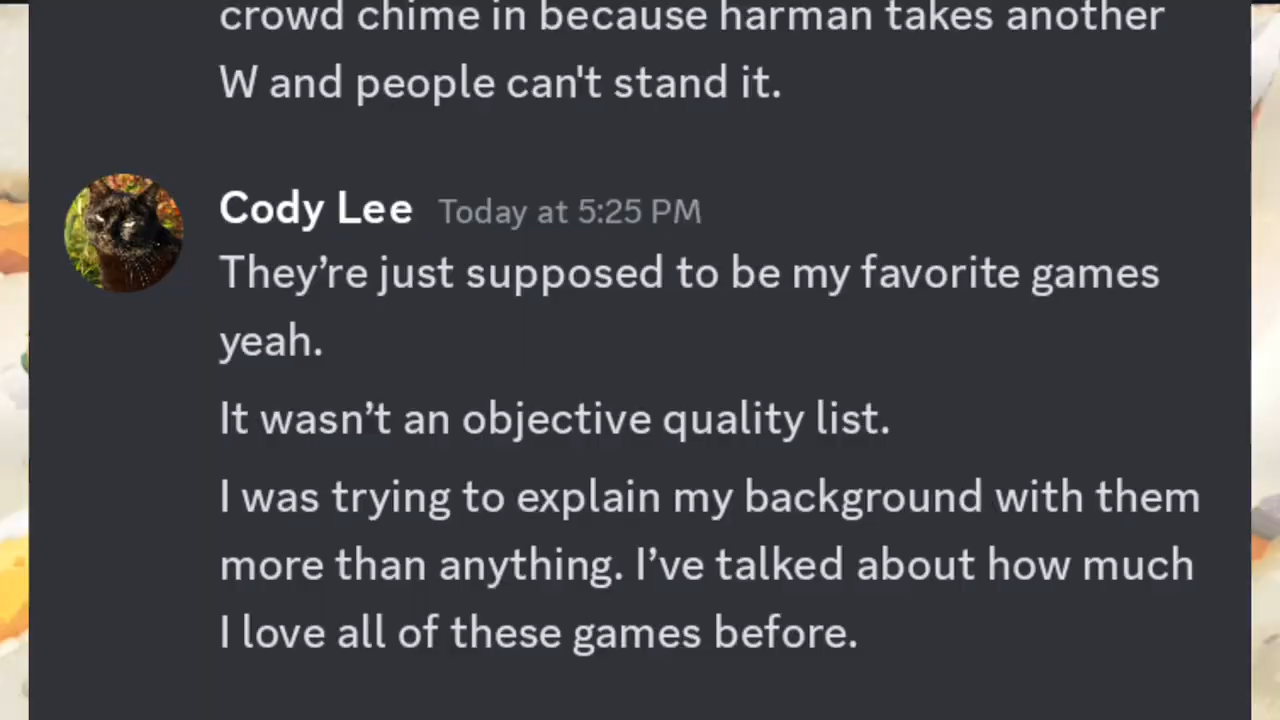 crowd chime in because harman takes another
W and people can't stand it.
Cody Lee Today at 5:25 PM
They’re just supposed to be my favorite games
yeah.
It wasn’t an objective quality list.
I was trying to explain my background with them
more than anything. I’ve talked about how much
I love all of these games before.